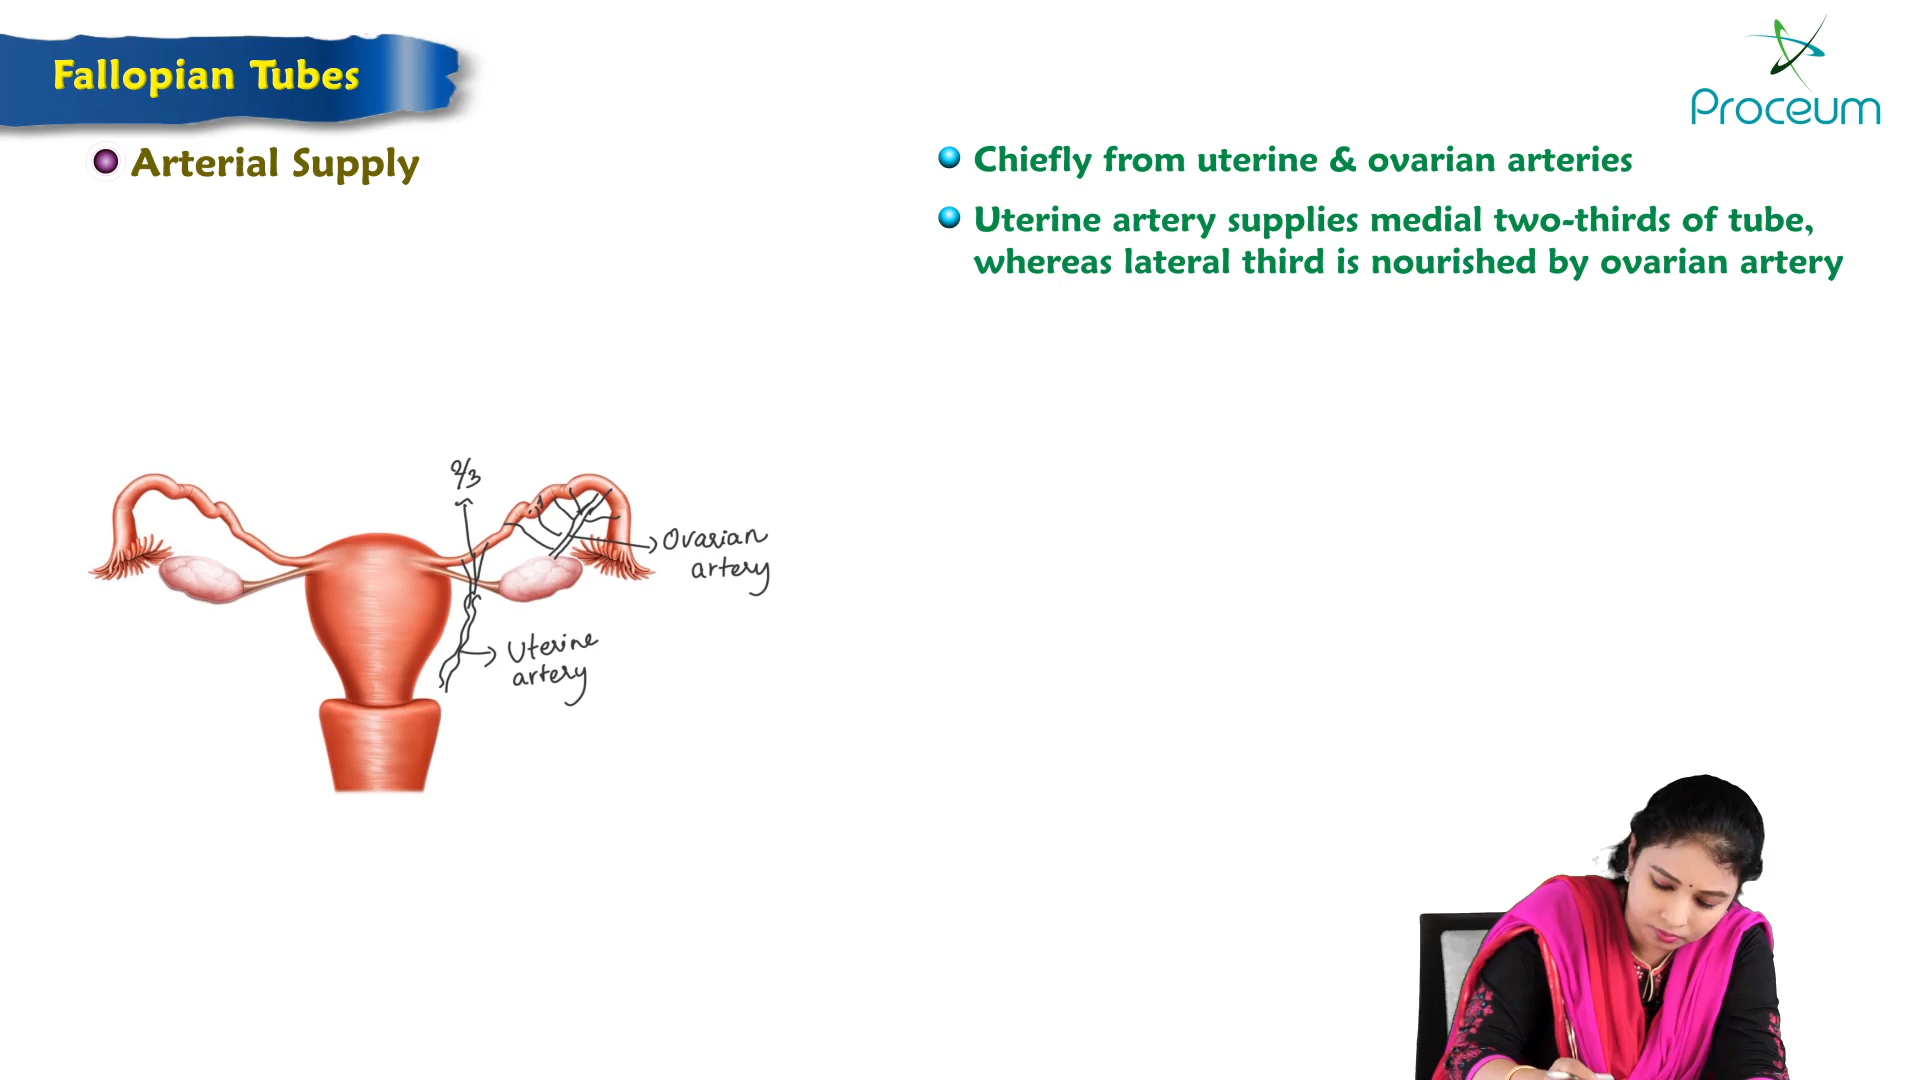 Fallopian Tubes
Proceum
Arterial Supply
Chiefly from uterine & ovarian arteries
Uterine artery supplies medial two-thirds of tube,
whereas lateral third is nourished by ovarian artery
2/3
Ovarian
artery
Uterine
artery